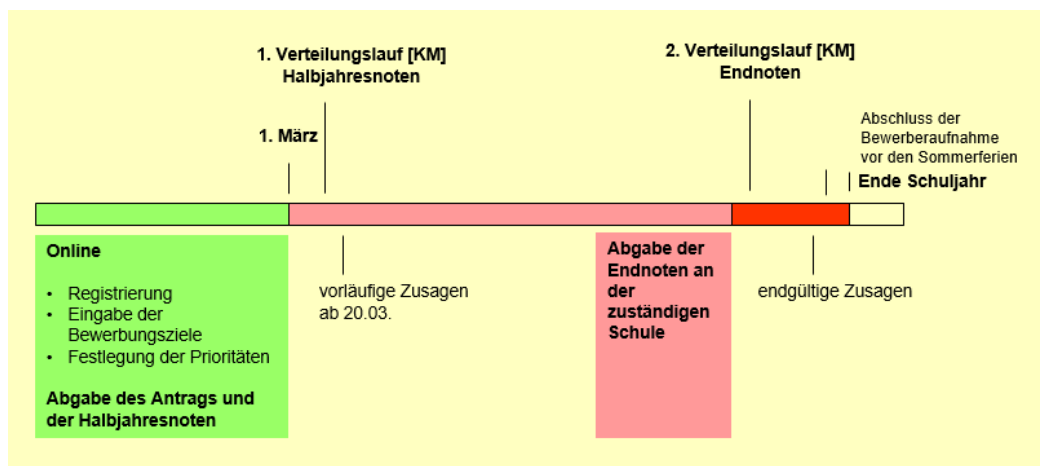 1. Verteilungslauf [KM]
Halbjahresnoten
2. Verteilungslauf [KM]
Endnoten
1. März
Abschluss der
Bewerberaufnahme
vor den Sommerferien
Ende Schuljahr
Online
• Registrierung
• Eingabe der
Bewerbungsziele
• Festlegung der Prioritäten
Abgabe des Antrags und
der Halbjahresnoten
vorläufige Zusagen
ab 20.03.
Abgabe der
Endnoten an
der
zuständigen
Schule
endgültige Zusagen